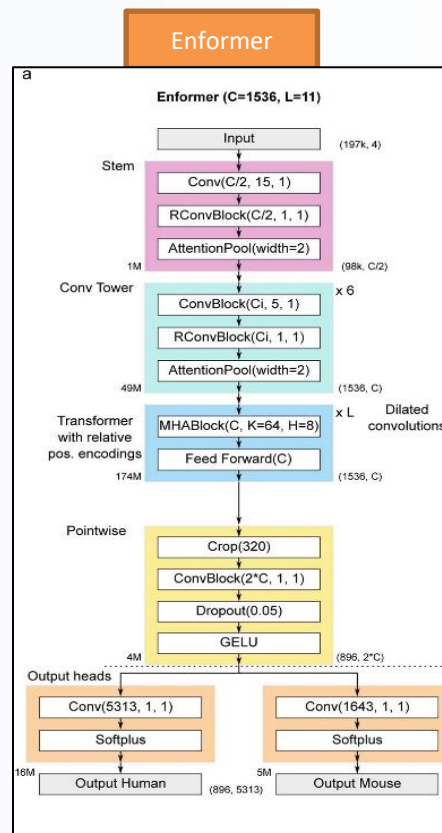 Enformer
a
Enformer (C=1536, L=11)
Input
(197k, 4)
Stem
Conv(C/2, 15, 1)
RConvBlock(C/2, 1, 1)
AttentionPool(width=2)
1M
(98k, C/2)
Conv Tower
x 6
ConvBlock(Ci, 5, 1)
RConvBlock(Ci, 1, 1)
AttentionPool(width=2)
49M
(1536, C)
Transformer
with relative
pos. encodings
x L
Dilated
convolutions
MHABlock(C, K=64, H=8)
Feed Forward(C)
174M
(1536, C)
Pointwise
Crop(320)
ConvBlock(2*C, 1, 1)
Dropout(0.05)
GELU
4M
(896, 2*C)
Output heads
Conv(5313, 1, 1)
Softplus
16M
Output Human
(896, 5313)
Conv(1643, 1, 1)
Softplus
5M
Output Mouse